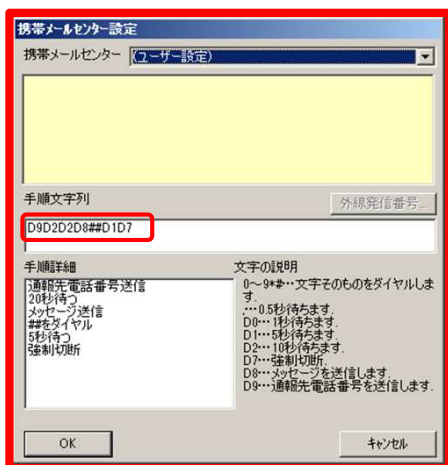 携帯メールセンター設定
携帯メールセンター (ユーザー設定)
手順文字列
外線発信番号...
D9D2D2D8##D1D7
手順詳細
通報先電話番号送信
20秒待つ
メッセージ送信
##をダイヤル
5秒待つ
強制切断
文字の説明
0～9*#…文字そのものをダイヤルしま
す.
,…0.5秒待ちます.
D0…1秒待ちます.
D1…5秒待ちます.
D2…10秒待ちます.
D7…強制切断.
D8…メッセージを送信します.
D9…通報先電話番号を送信します.
OK
キャンセル